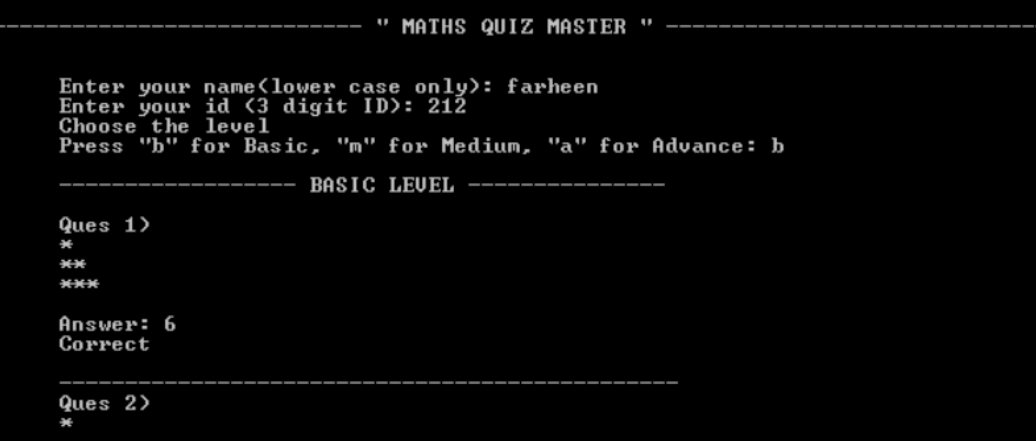 ---------------------------- " MATHS QUIZ MASTER " ----------------------------
Enter your name(lower case only): farheen
Enter your id (3 digit ID): 212
Choose the level
Press "b" for Basic, "m" for Medium, "a" for Advance: b
------------------ BASIC LEVEL ---------------
Ques 1)
*
**
***
Answer: 6
Correct
-----------------------------------------------
Ques 2)
*